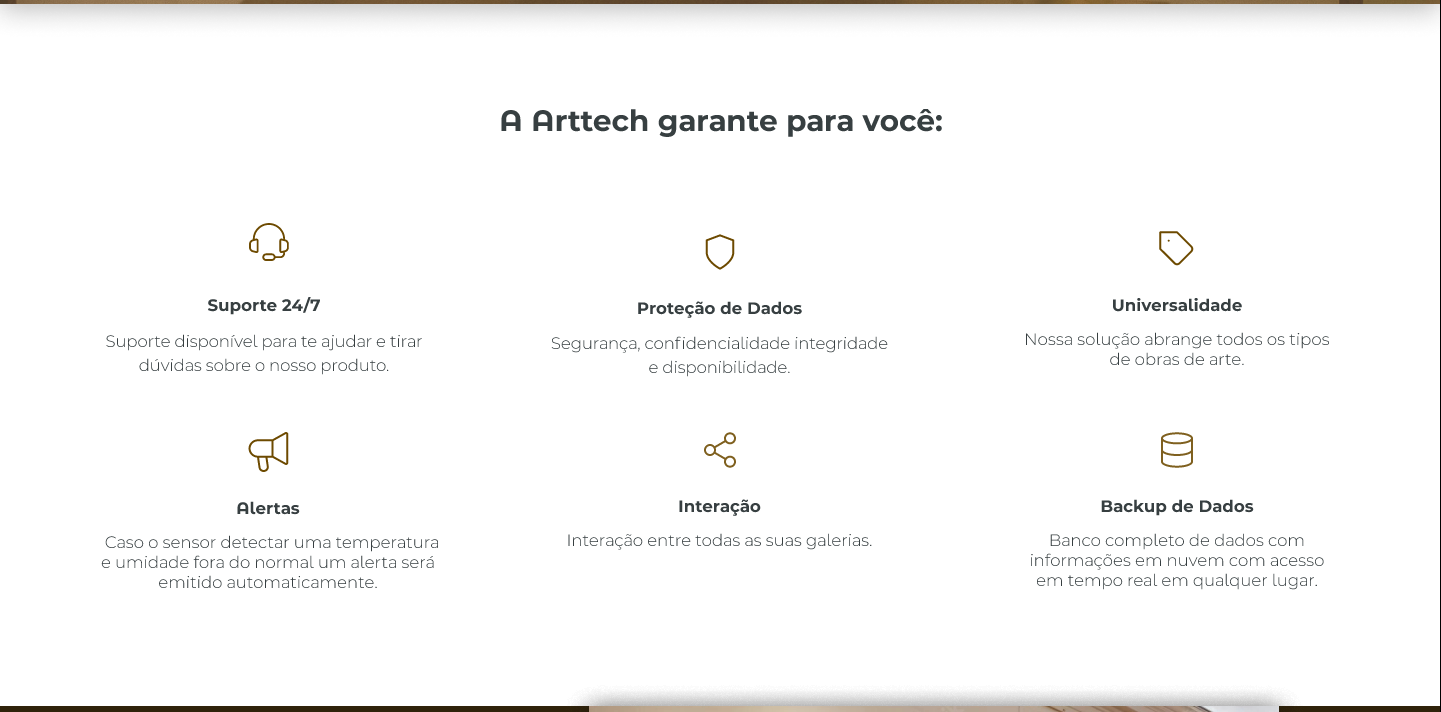 A Arttech garante para você:
Suporte 24/7
Suporte disponível para te ajudar e tirar
dúvidas sobre o nosso produto.
Proteção de Dados
Segurança, confidencialidade integridade
e disponibilidade.
Universalidade
Nossa solução abrange todos os tipos
de obras de arte.
Alertas
Caso o sensor detectar uma temperatura
e umidade fora do normal um alerta será
emitido automaticamente.
Interação
Interação entre todas as suas galerias.
Backup de Dados
Banco completo de dados com
informações em nuvem com acesso
em tempo real em qualquer lugar.